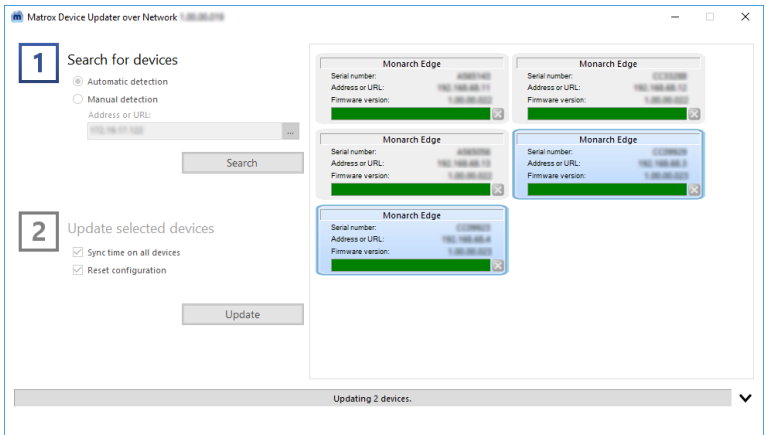 Matrox Device Updater over Network
1
Search for devices
Automatic detection
Manual detection
Address or URL:
...
Search
2
Update selected devices
Sync time on all devices
Reset configuration
Update
Monarch Edge
Serial number:
Address or URL:
Firmware version:
Monarch Edge
Serial number:
Address or URL:
Firmware version:
Monarch Edge
Serial number:
Address or URL:
Firmware version:
Monarch Edge
Serial number:
Address or URL:
Firmware version:
Monarch Edge
Serial number:
Address or URL:
Firmware version:
Updating 2 devices.